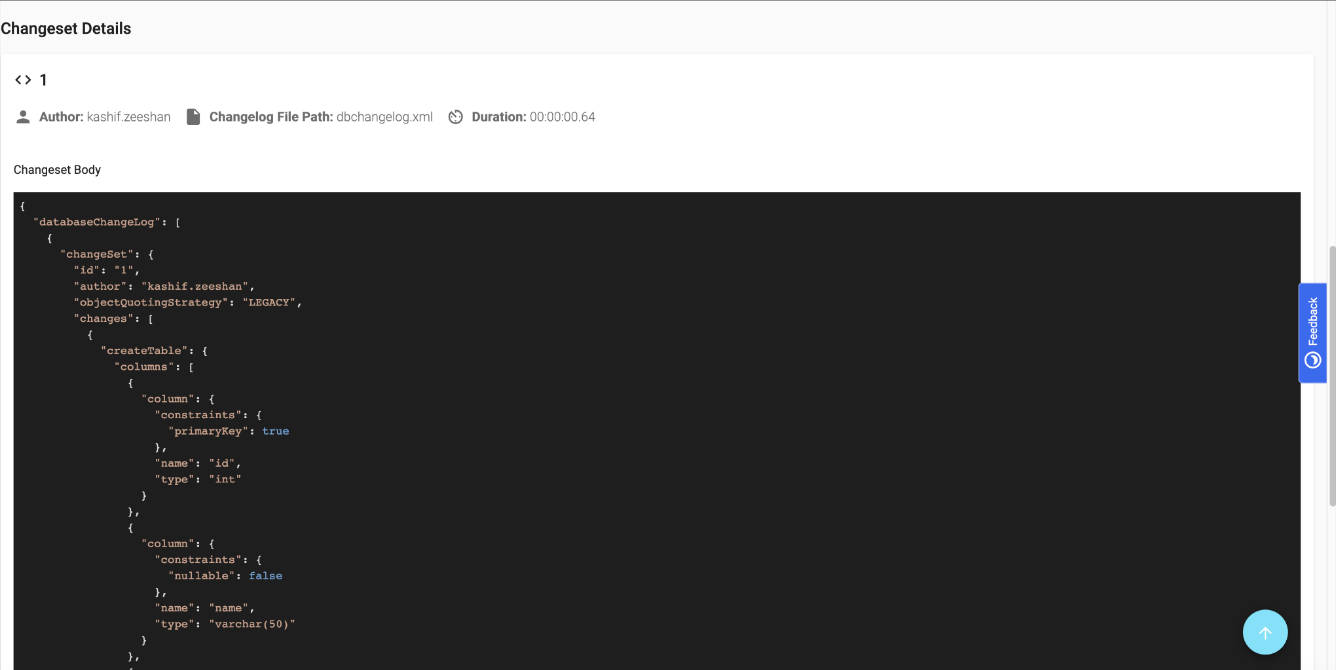 Changeset Details
<> 1
Author: kashif.zeeshan Changelog File Path: dbchangelog.xml Duration: 00:00:00.64
Changeset Body
{
  "databaseChangeLog": [
    {
      "changeSet": {
        "id": "1",
        "author": "kashif.zeeshan",
        "objectQuotingStrategy": "LEGACY",
        "changes": [
          {
            "createTable": {
              "columns": [
                {
                  "column": {
                    "constraints": {
                      "primaryKey": true
                    },
                    "name": "id",
                    "type": "int"
                  }
                },
                {
                  "column": {
                    "constraints": {
                      "nullable": false
                    },
                    "name": "name",
                    "type": "varchar(50)"
                  }
                },
Feedback